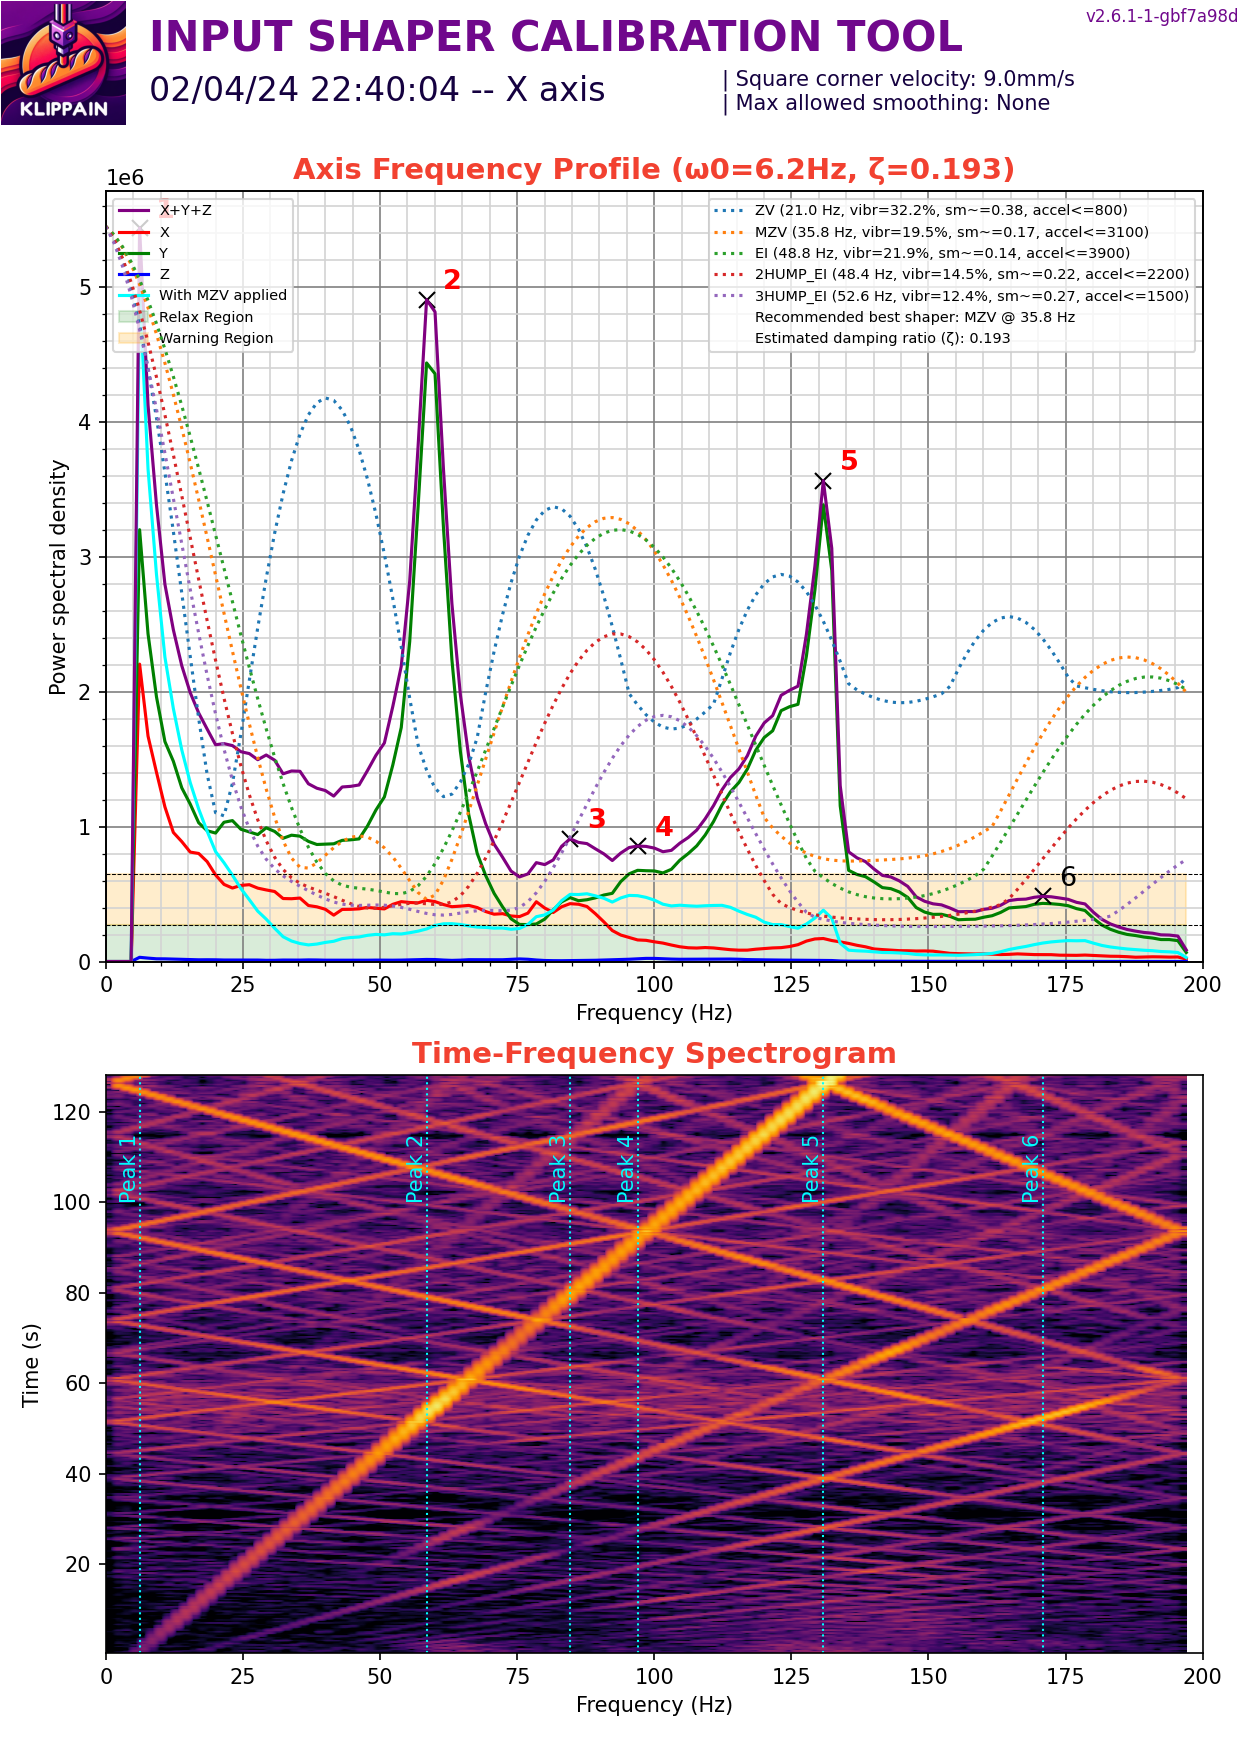 v2.6.1-1-gbf7a98d
INPUT SHAPER CALIBRATION TOOL
02/04/24 22:40:04 -- X axis
| Square corner velocity: 9.0mm/s
| Max allowed smoothing: None
KLIPPAIN
Axis Frequency Profile (ω0=6.2Hz, ζ=0.193)
1e6
X+Y+Z
X
Y
Z
With MZV applied
Relax Region
Warning Region
ZV (21.0 Hz, vibr=32.2%, sm~=0.38, accel<=800)
MZV (35.8 Hz, vibr=19.5%, sm~=0.17, accel<=3100)
EI (48.8 Hz, vibr=21.9%, sm~=0.14, accel<=3900)
2HUMP_EI (48.4 Hz, vibr=14.5%, sm~=0.22, accel<=2200)
3HUMP_EI (52.6 Hz, vibr=12.4%, sm~=0.27, accel<=1500)
Recommended best shaper: MZV @ 35.8 Hz
Estimated damping ratio (ζ): 0.193
1
2
3
4
5
6
Power spectral density
5
4
3
2
1
0
0 25 50 75 100 125 150 175 200
Frequency (Hz)
Time-Frequency Spectrogram
Peak 1
Peak 2
Peak 3
Peak 4
Peak 5
Peak 6
Time (s)
120
100
80
60
40
20
0 25 50 75 100 125 150 175 200
Frequency (Hz)